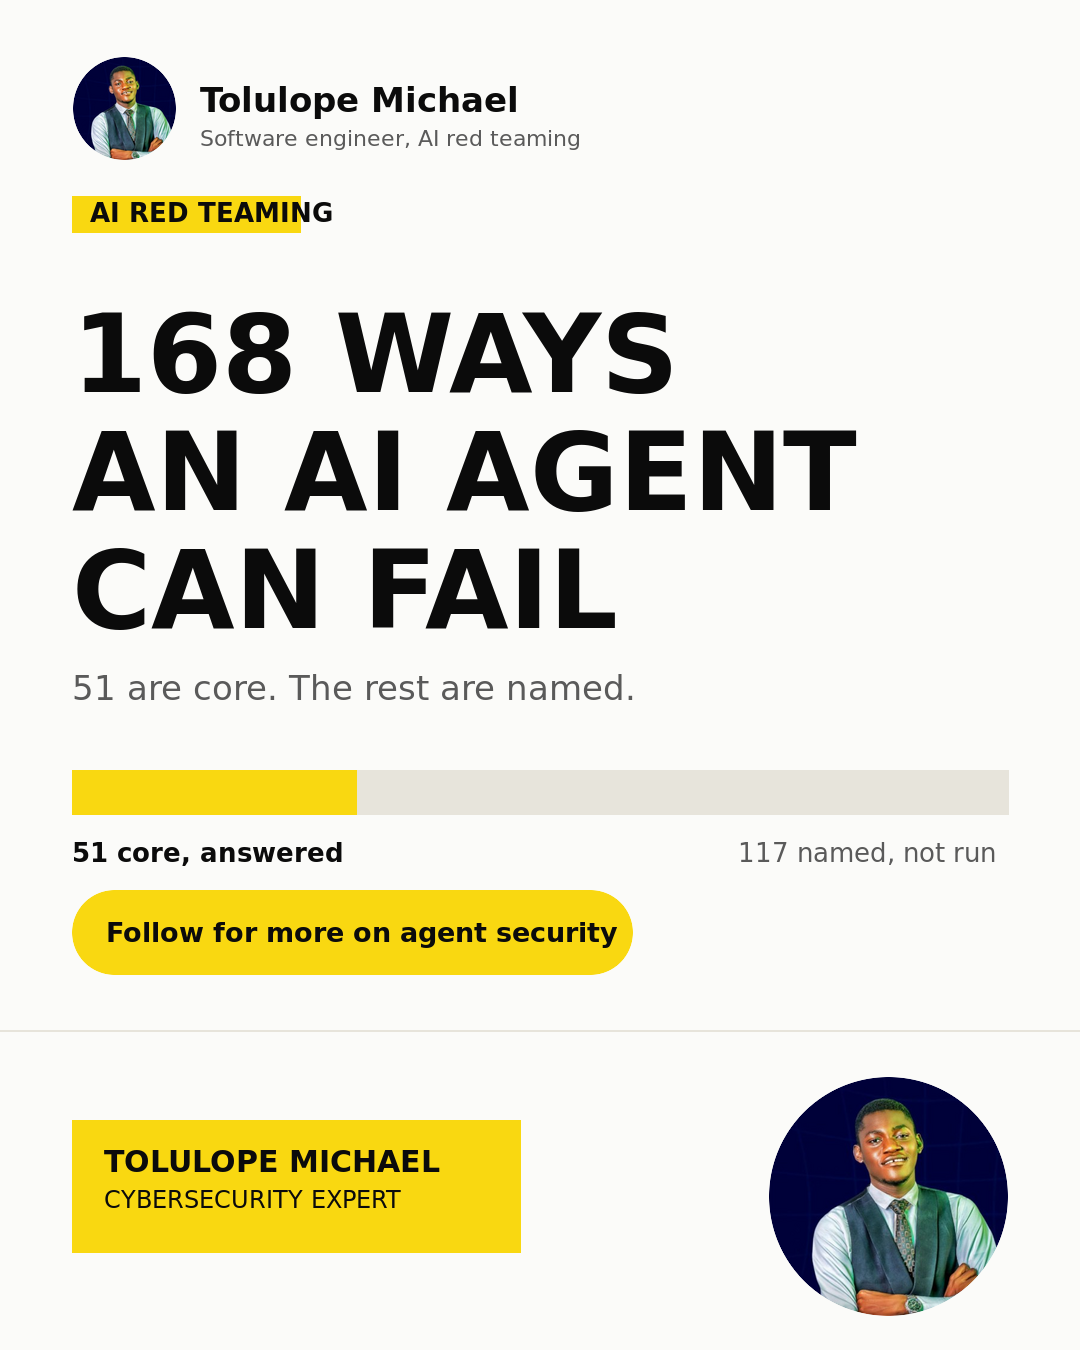 Tolulope Michael
Software engineer, AI red teaming
AI RED TEAMING
168 WAYS
AN AI AGENT
CAN FAIL
51 are core. The rest are named.
51 core, answered
117 named, not run
Follow for more on agent security
TOLULOPE MICHAEL
CYBERSECURITY EXPERT